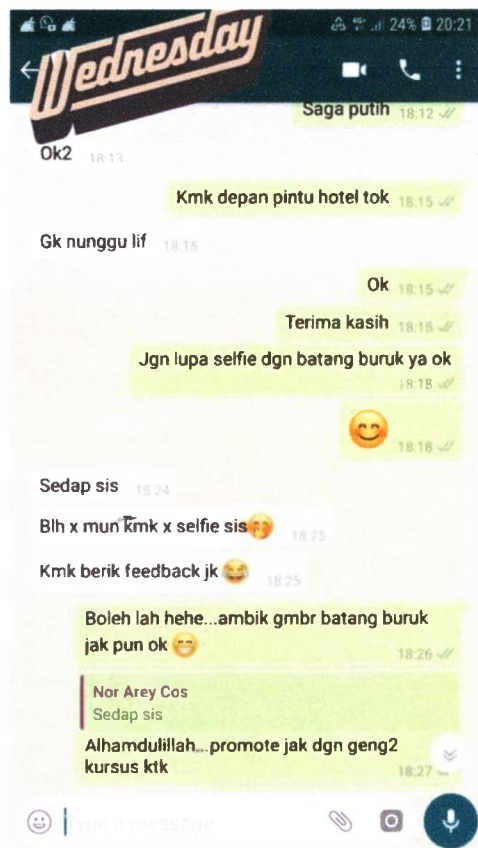 24% 20:21
Wednesday
Saga putih 18:12
Ok2 18:13
Kmk depan pintu hotel tok 18:15
Gk nunggu lif 18:15
Ok 18:15
Terima kasih 18:18
Jgn lupa selfie dgn batang buruk ya ok
18:18
18:18
Sedap sis 18:24
Blh x mun kmk x selfie sis 18:25
Kmk berik feedback jk 18:25
Boleh lah hehe...ambik gmbr batang buruk
jak pun ok 18:26
Nor Arey Cos
Sedap sis
Alhamdulillah...promote jak dgn geng2
kursus ktk 18:27
Type a message